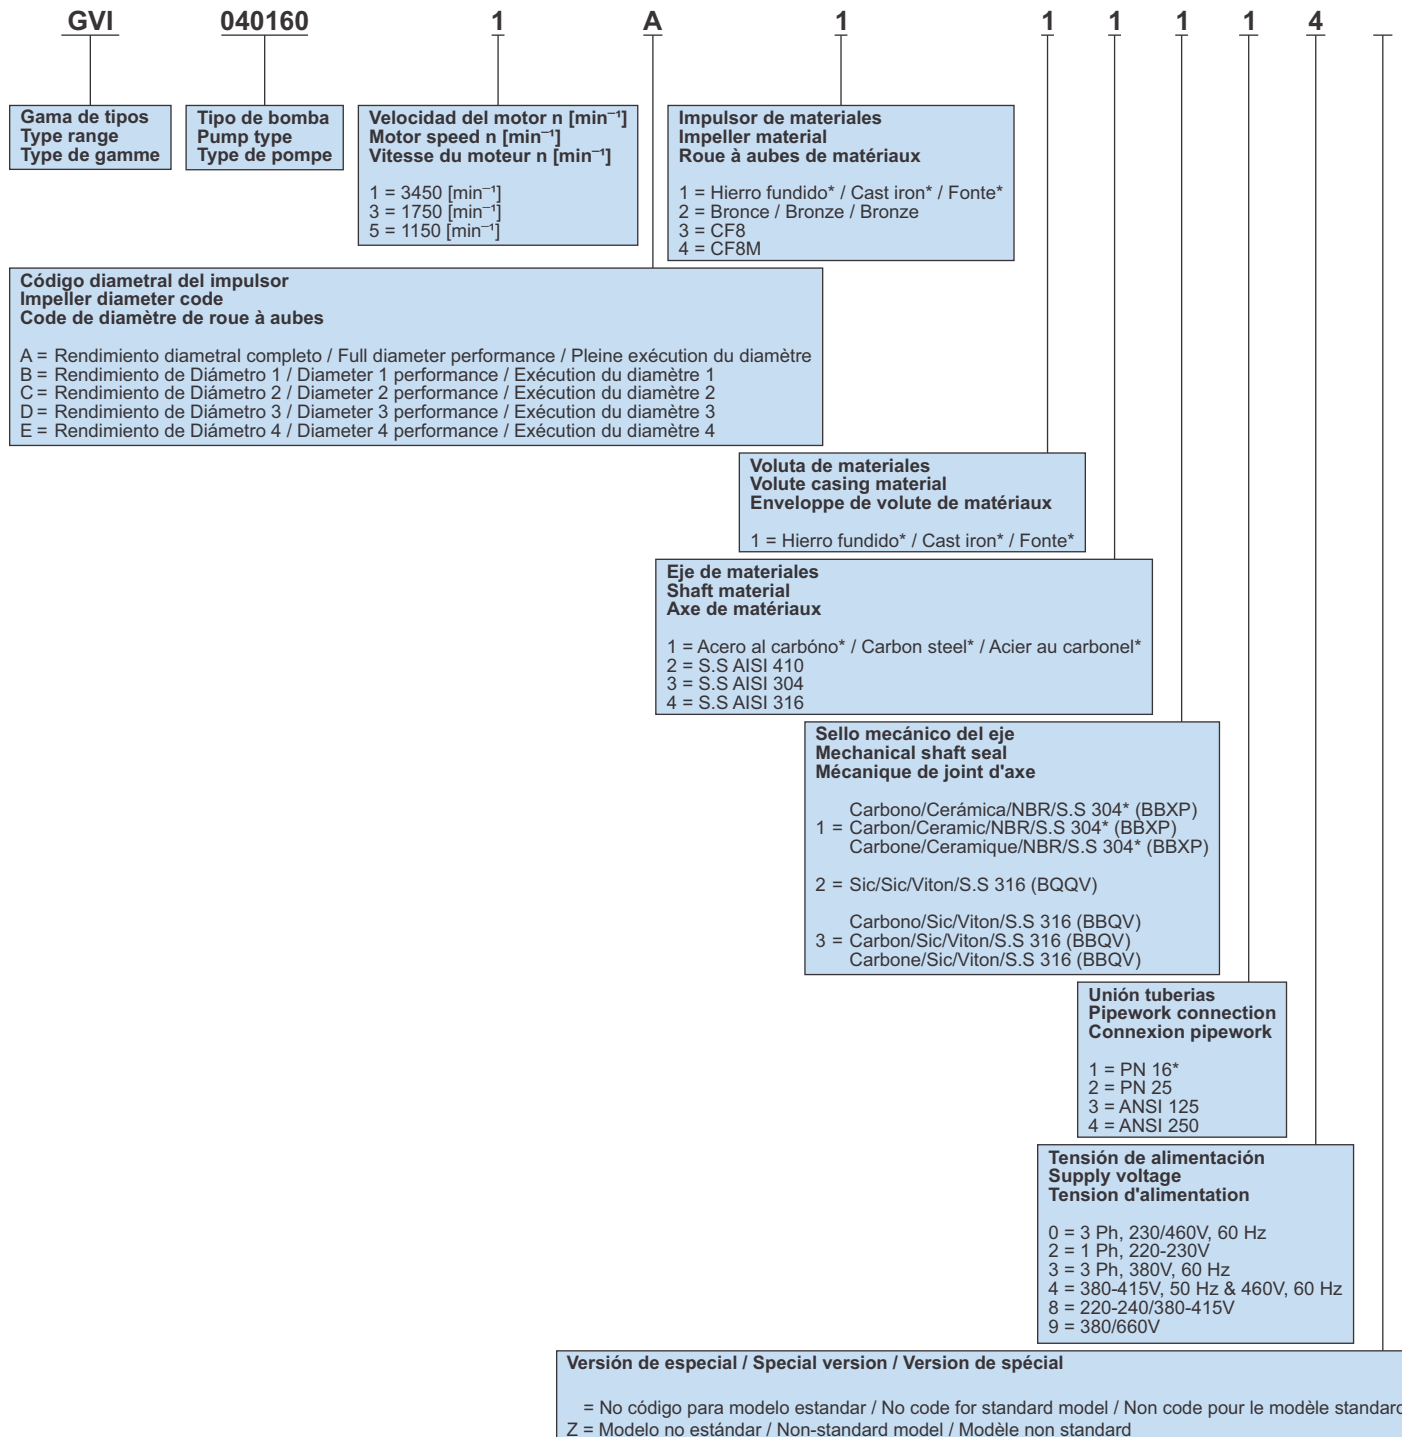 GVI 040160 1 A 1 1 1 1 1 4
Gama de tipos
Type range
Type de gamme
Tipo de bomba
Pump type
Type de pompe
Velocidad del motor n [min⁻¹]
Motor speed n [min⁻¹]
Vitesse du moteur n [min⁻¹]
1 = 3450 [min⁻¹]
3 = 1750 [min⁻¹]
5 = 1150 [min⁻¹]
Impulsor de materiales
Impeller material
Roue à aubes de matériaux
1 = Hierro fundido* / Cast iron* / Fonte*
2 = Bronce / Bronze / Bronze
3 = CF8
4 = CF8M
Código diametral del impulsor
Impeller diameter code
Code de diamètre de roue à aubes
A = Rendimiento diametral completo / Full diameter performance / Pleine exécution du diamètre
B = Rendimiento de Diámetro 1 / Diameter 1 performance / Exécution du diamètre 1
C = Rendimiento de Diámetro 2 / Diameter 2 performance / Exécution du diamètre 2
D = Rendimiento de Diámetro 3 / Diameter 3 performance / Exécution du diamètre 3
E = Rendimiento de Diámetro 4 / Diameter 4 performance / Exécution du diamètre 4
Voluta de materiales
Volute casing material
Enveloppe de volute de matériaux
1 = Hierro fundido* / Cast iron* / Fonte*
Eje de materiales
Shaft material
Axe de matériaux
1 = Acero al carbóno* / Carbon steel* / Acier au carbonel*
2 = S.S AISI 410
3 = S.S AISI 304
4 = S.S AISI 316
Sello mecánico del eje
Mechanical shaft seal
Mécanique de joint d'axe
Carbono/Cerámica/NBR/S.S 304* (BBXP)
1 = Carbon/Ceramic/NBR/S.S 304* (BBXP)
Carbone/Ceramique/NBR/S.S 304* (BBXP)
2 = Sic/Sic/Viton/S.S 316 (BQQV)
Carbono/Sic/Viton/S.S 316 (BBQV)
3 = Carbon/Sic/Viton/S.S 316 (BBQV)
Carbone/Sic/Viton/S.S 316 (BBQV)
Unión tuberias
Pipework connection
Connexion pipework
1 = PN 16*
2 = PN 25
3 = ANSI 125
4 = ANSI 250
Tensión de alimentación
Supply voltage
Tension d'alimentation
0 = 3 Ph, 230/460V, 60 Hz
2 = 1 Ph, 220-230V
3 = 3 Ph, 380V, 60 Hz
4 = 380-415V, 50 Hz & 460V, 60 Hz
8 = 220-240/380-415V
9 = 380/660V
Versión de especial / Special version / Version de spécial
= No código para modelo estandar / No code for standard model / Non code pour le modèle standard
Z = Modelo no estándar / Non-standard model / Modèle non standard